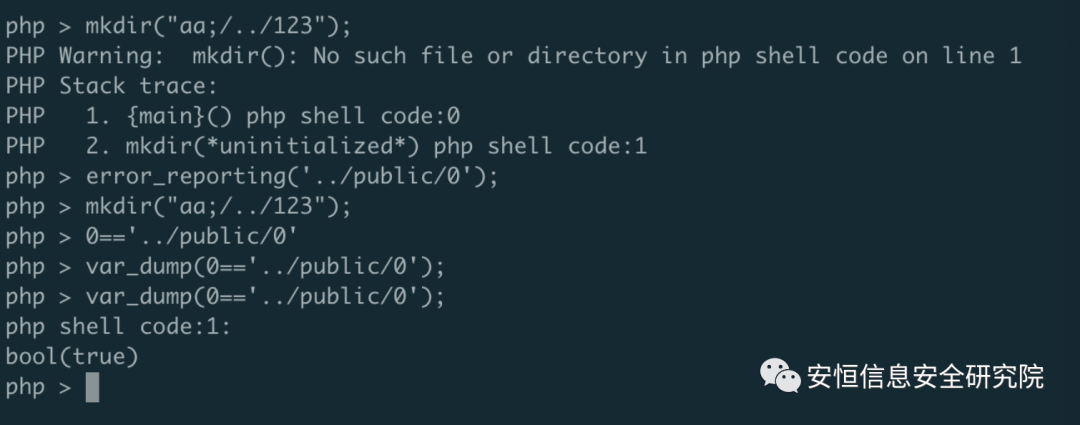 php > mkdir("aa;/../123");
PHP Warning:  mkdir(): No such file or directory in php shell code on line 1
PHP Stack trace:
PHP   1. {main}() php shell code:0
PHP   2. mkdir(*uninitialized*) php shell code:1
php > error_reporting('../public/0');
php > mkdir("aa;/../123");
php > 0=='../public/0'
php > var_dump(0=='../public/0');
php > var_dump(0=='../public/0');
php shell code:1:
bool(true)
php >
安恒信息安全研究院